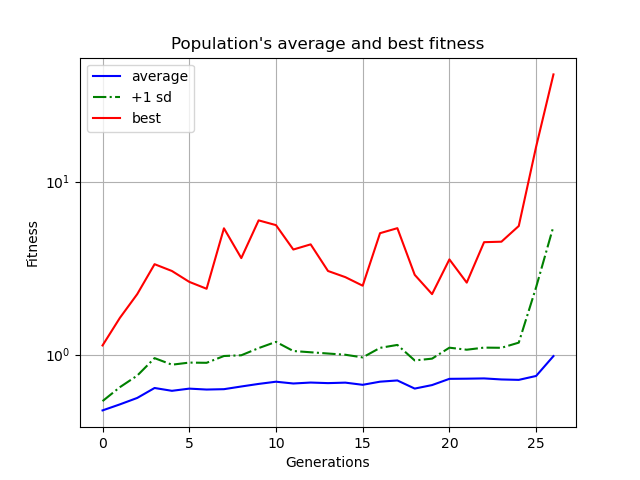 Population's average and best fitness
average
+1 sd
best
Fitness
10¹
10⁰
0 5 10 15 20 25
Generations